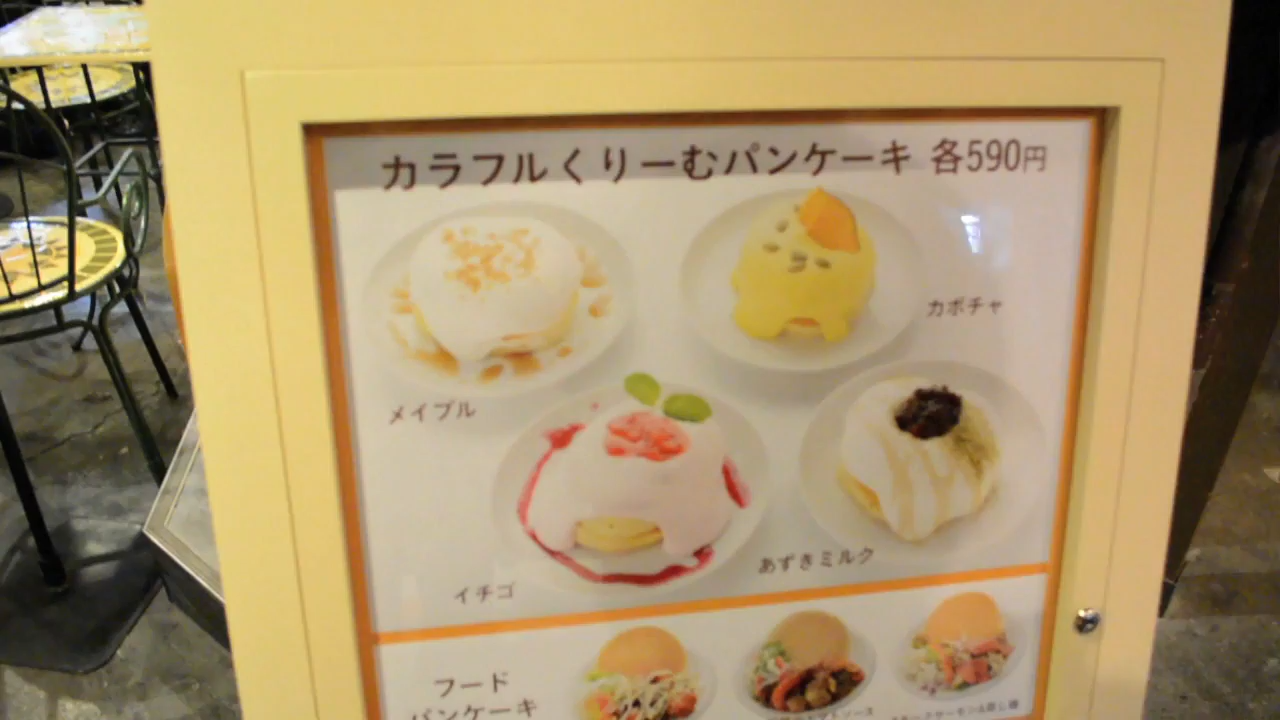 カラフルくりーむパンケーキ 各590円
カボチャ
メイプル
あずきミルク
イチゴ
フード
パンケーキ